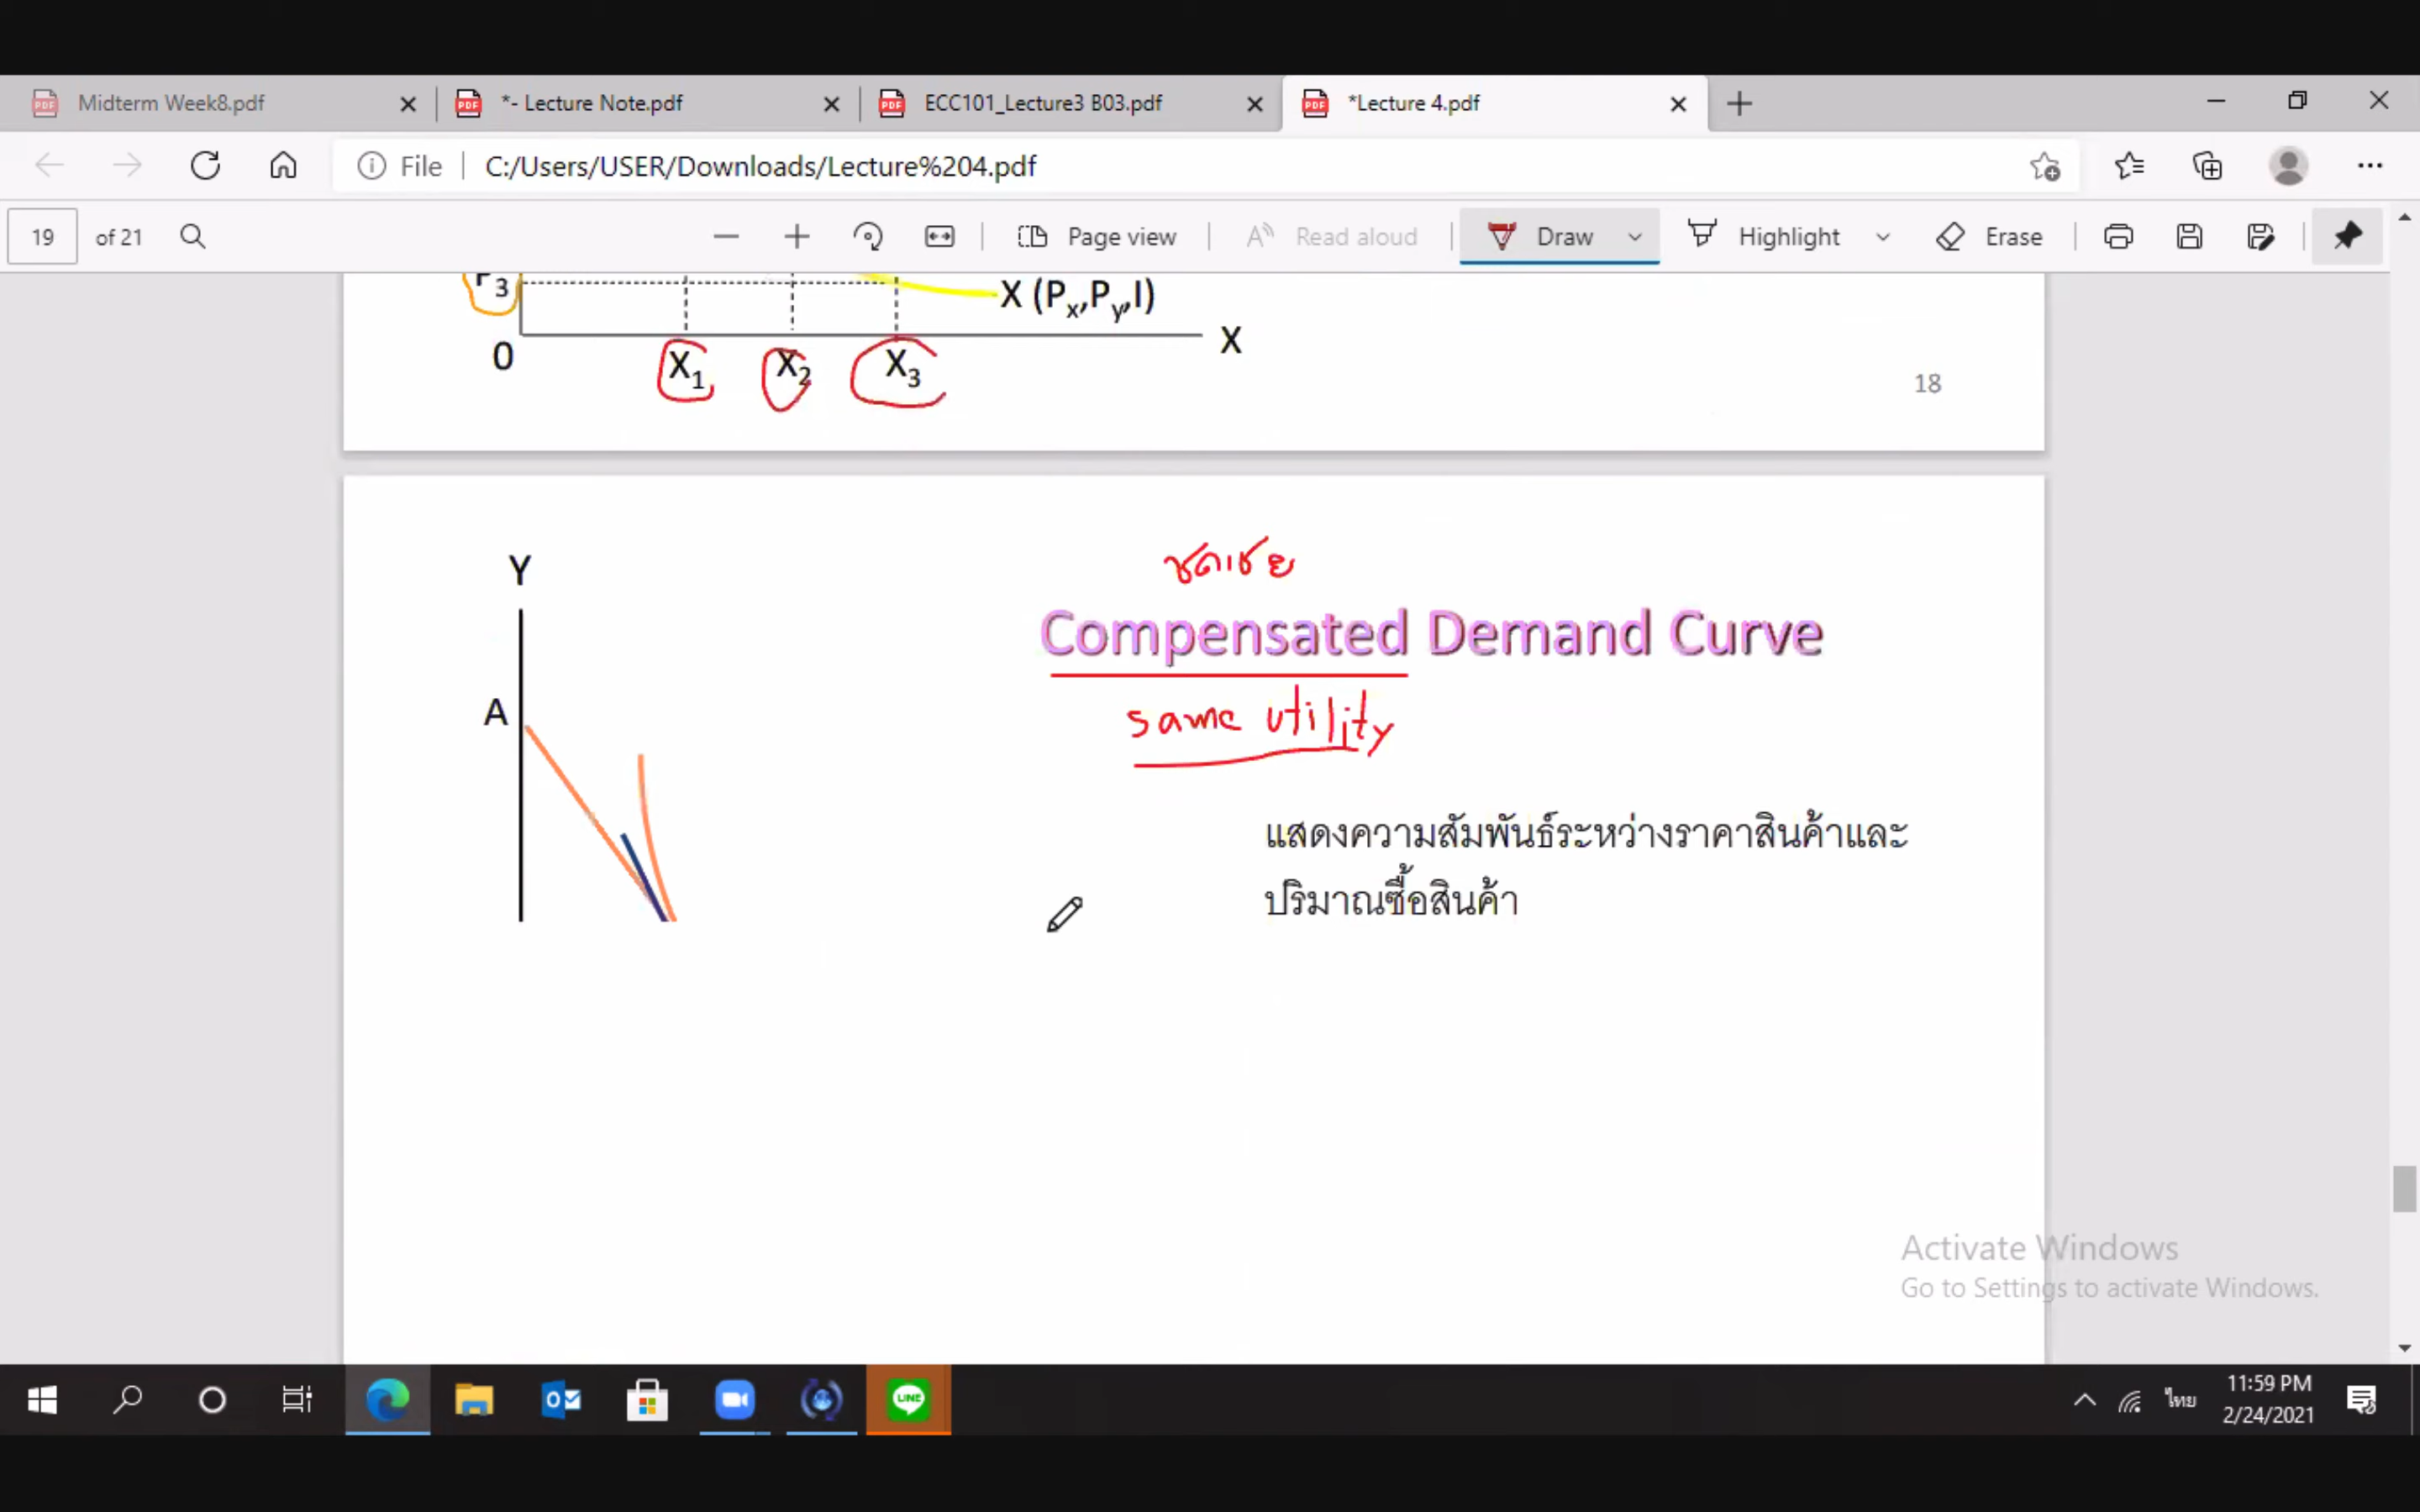 Midterm Week8.pdf
*- Lecture Note.pdf
ECC101_Lecture3 B03.pdf
*Lecture 4.pdf
File
C:/Users/USER/Downloads/Lecture%204.pdf
19 of 21
Page view
Read aloud
Draw
Highlight
Erase
P3
X (Px,Py,I)
0
X1
X2
X3
X
18
Y
A
ชดเชย
Compensated Demand Curve
same utility
แสดงความสัมพันธ์ระหว่างราคาสินค้าและ
ปริมาณซื้อสินค้า
Activate Windows
Go to Settings to activate Windows.
LINE
ไทย
11:59 PM
2/24/2021